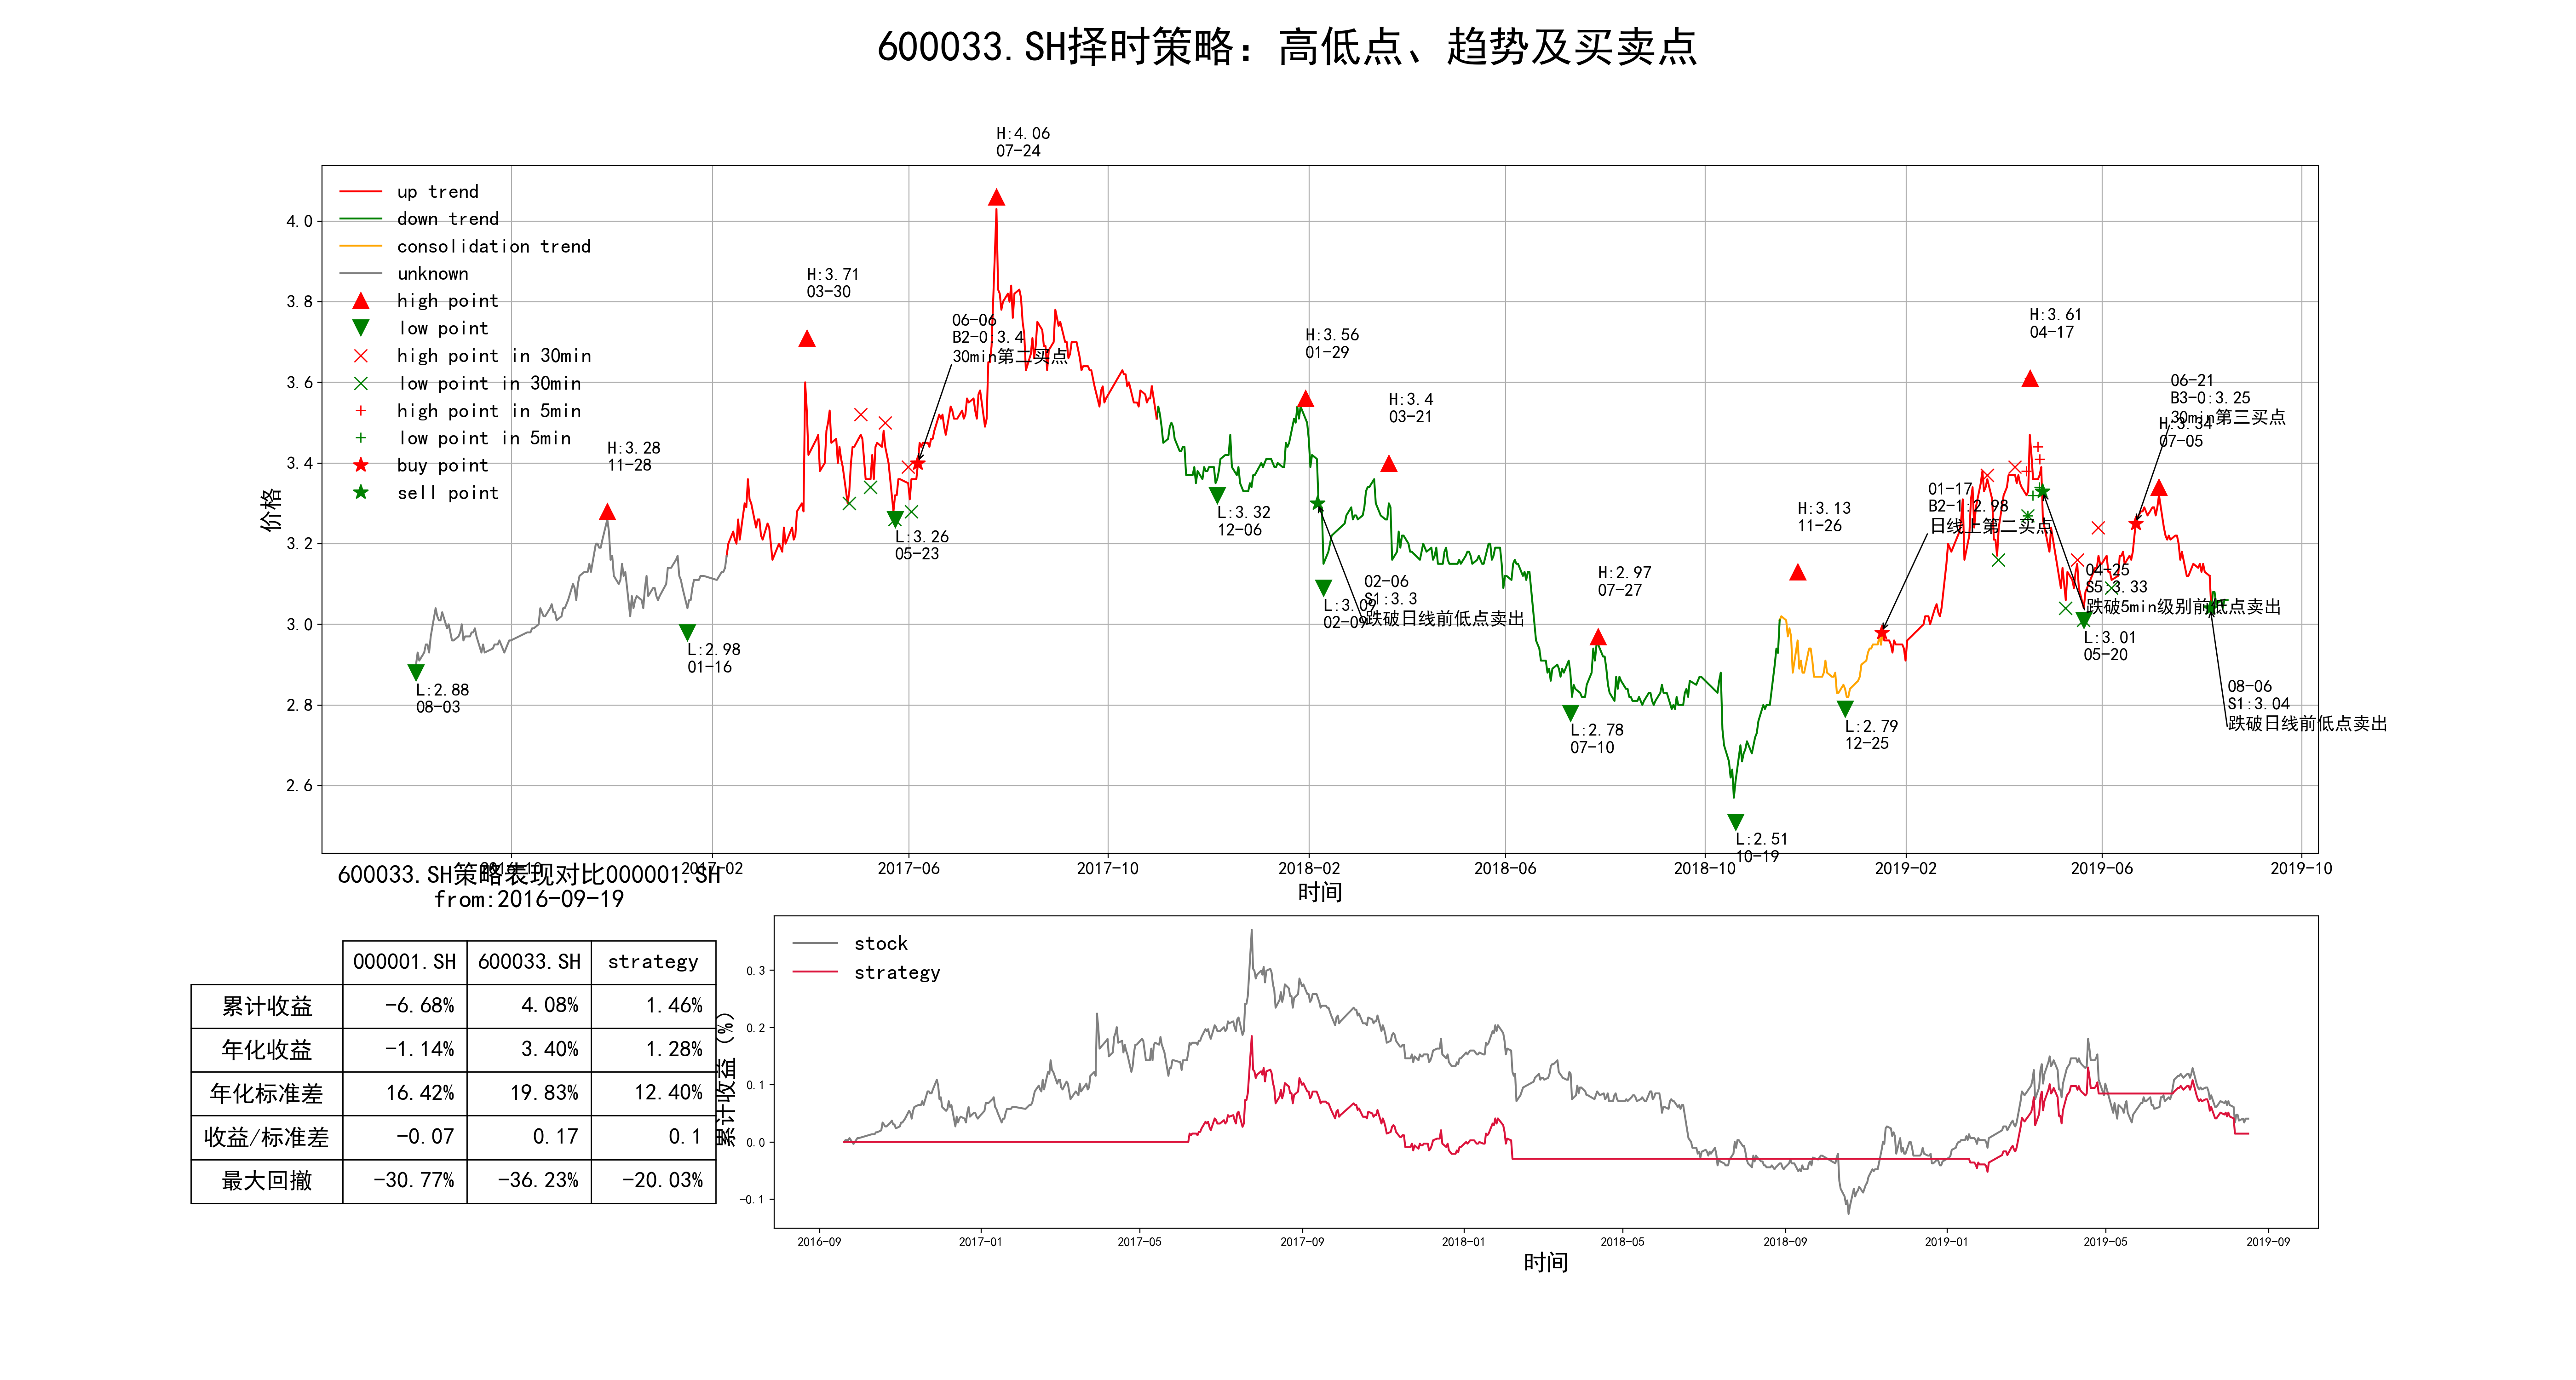 600033.SH择时策略：高低点、趋势及买卖点
H:4.06
07-24
up trend
down trend
consolidation trend
unknown
high point
low point
high point in 30min
low point in 30min
high point in 5min
low point in 5min
buy point
sell point
价格
4.0
3.8
3.6
3.4
3.2
3.0
2.8
2.6
L:2.88
08-03
H:3.28
11-28
L:2.98
01-16
H:3.71
03-30
L:3.26
05-23
06-06
B2-0:3.4
30min第二买点
L:3.32
12-06
H:3.56
01-29
L:3.09
02-09
02-06
S1:3.3
跌破日线前低点卖出
H:3.4
03-21
L:2.78
07-10
H:2.97
07-27
L:2.51
10-19
H:3.13
11-26
L:2.79
12-25
01-17
B2-1:2.98
日线上第二买点
H:3.61
04-17
04-25
S5:3.33
跌破5min级别前低点卖出
L:3.01
05-20
06-21
B3-0:3.25
30min第三买点
H:3.34
07-05
08-06
S1:3.04
跌破日线前低点卖出
2016-10
2017-02
2017-06
2017-10
2018-02
2018-06
2018-10
2019-02
2019-06
2019-10
时间
600033.SH策略表现对比000001.SH
from:2016-09-19
000001.SH 600033.SH strategy
累计收益 -6.68% 4.08% 1.46%
年化收益 -1.14% 3.40% 1.28%
年化标准差 16.42% 19.83% 12.40%
收益/标准差 -0.07 0.17 0.1
最大回撤 -30.77% -36.23% -20.03%
累计收益（%）
stock
strategy
0.3
0.2
0.1
0.0
-0.1
2016-09
2017-01
2017-05
2017-09
2018-01
2018-05
2018-09
2019-01
2019-05
2019-09
时间